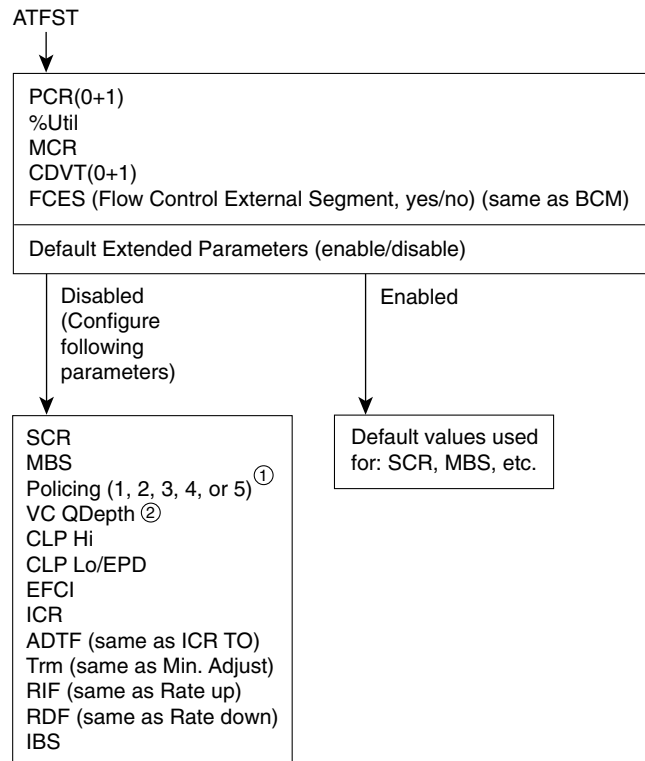 ATFST
PCR(0+1)
%Util
MCR
CDVT(0+1)
FCES (Flow Control External Segment, yes/no) (same as BCM)
Default Extended Parameters (enable/disable)
Disabled
(Configure
following
parameters)
Enabled
SCR
MBS
Policing (1, 2, 3, 4, or 5) ①
VC QDepth ②
CLP Hi
CLP Lo/EPD
EFCI
ICR
ADTF (same as ICR TO)
Trm (same as Min. Adjust)
RIF (same as Rate up)
RDF (same as Rate down)
IBS
Default values used
for: SCR, MBS, etc.